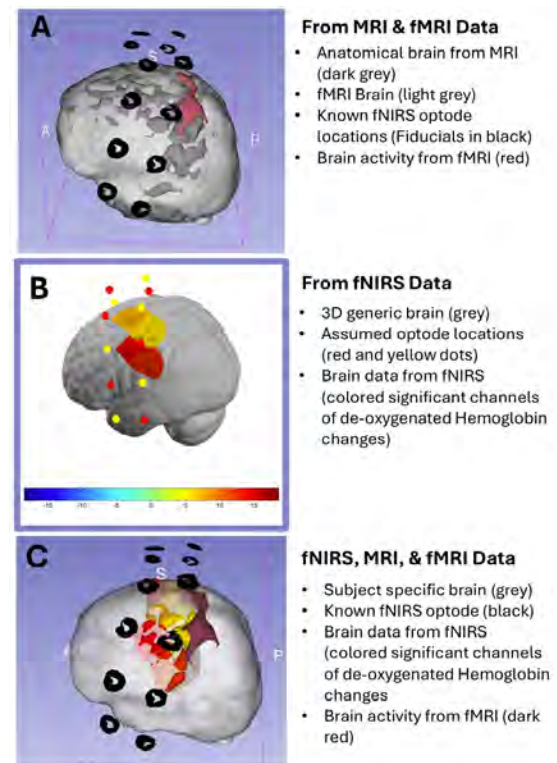 A
S
A
P
From MRI & fMRI Data
• Anatomical brain from MRI
(dark grey)
• fMRI Brain (light grey)
• Known fNIRS optode
locations (Fiducials in black)
• Brain activity from fMRI (red)
B
-15 -10 -5 0 5 10 15
From fNIRS Data
• 3D generic brain (grey)
• Assumed optode locations
(red and yellow dots)
• Brain data from fNIRS
(colored significant channels
of de-oxygenated Hemoglobin
changes)
C
S
P
fNIRS, MRI, & fMRI Data
• Subject specific brain (grey)
• Known fNIRS optode (black)
• Brain data from fNIRS
(colored significant channels
of de-oxygenated Hemoglobin
changes
• Brain activity from fMRI (dark
red)